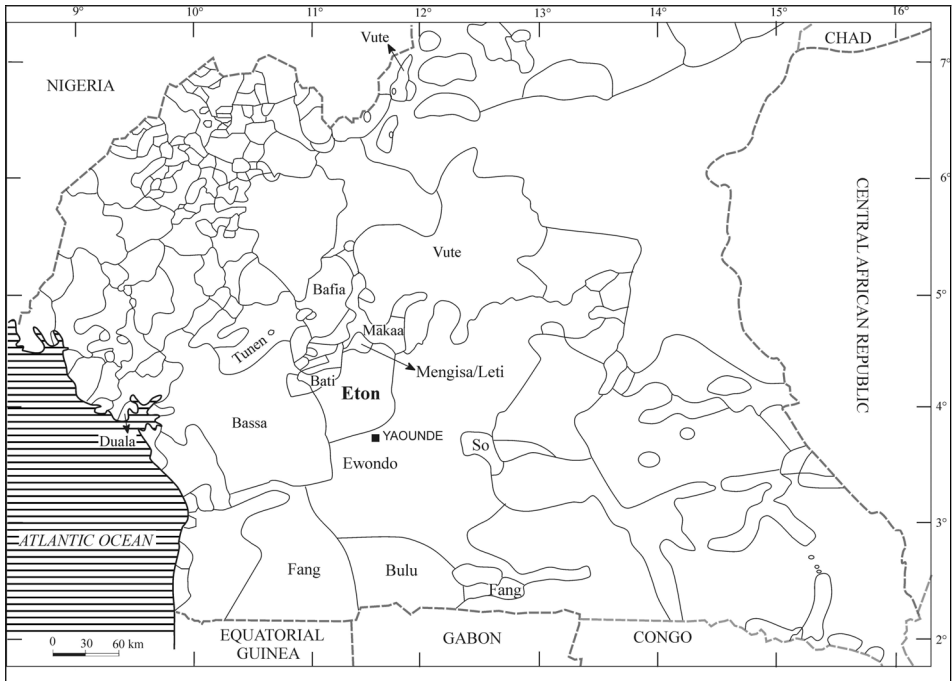 9° 10° 11° 12° 13° 14° 15° 16°
Vute
CHAD
7°
NIGERIA
6°
CENTRAL AFRICAN REPUBLIC
Vute
Bafia
5°
Mākaa
Tunen
Mengisa/Leti
Bati
Eton
4°
Bassa
Duala
YAOUNDE
So
Ewondo
3°
ATLANTIC OCEAN
Fang
Bulu
Fang
EQUATORIAL
GUINEA
GABON
CONGO
2°
0 30 60 km